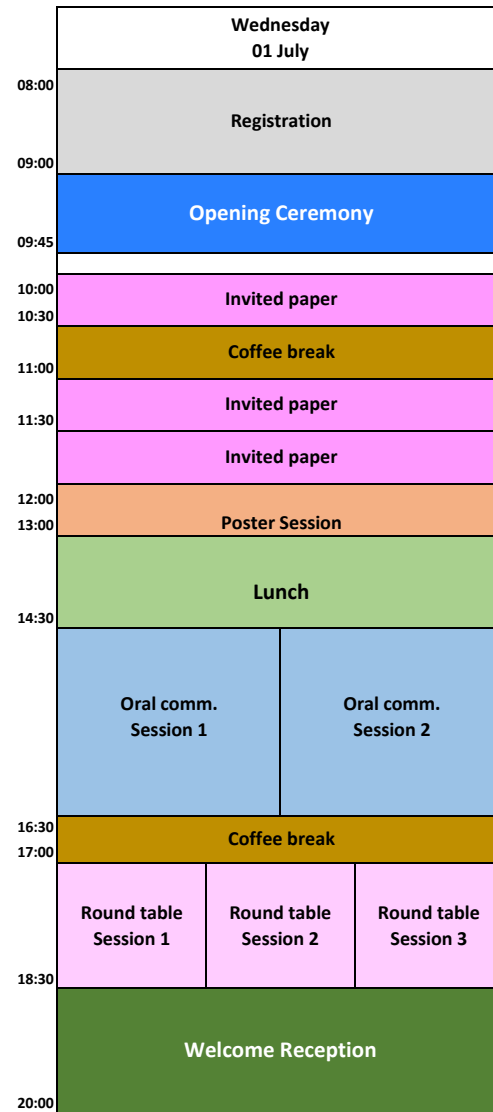 Wednesday
01 July
08:00
Registration
09:00
Opening Ceremony
09:45
10:00
Invited paper
10:30
Coffee break
11:00
Invited paper
11:30
Invited paper
12:00
13:00
Poster Session
Lunch
14:30
Oral comm.
Session 1
Oral comm.
Session 2
16:30
Coffee break
17:00
Round table
Session 1
Round table
Session 2
Round table
Session 3
18:30
Welcome Reception
20:00